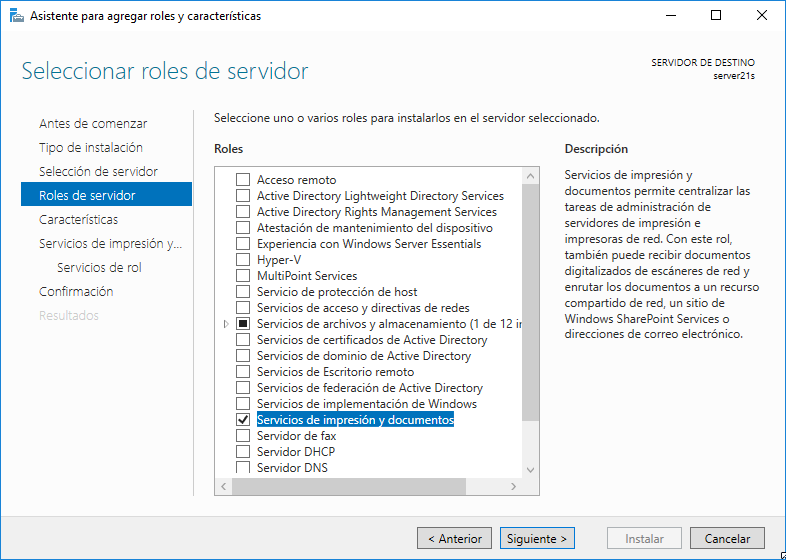 Asistente para agregar roles y características
Seleccionar roles de servidor
SERVIDOR DE DESTINO
server21s
Antes de comenzar
Tipo de instalación
Selección de servidor
Roles de servidor
Características
Servicios de impresión y...
Servicios de rol
Confirmación
Resultados
Seleccione uno o varios roles para instalarlos en el servidor seleccionado.
Roles
Acceso remoto
Active Directory Lightweight Directory Services
Active Directory Rights Management Services
Atestación de mantenimiento del dispositivo
Experiencia con Windows Server Essentials
Hyper-V
MultiPoint Services
Servicio de protección de host
Servicios de acceso y directivas de redes
Servicios de archivos y almacenamiento (1 de 12 in
Servicios de certificados de Active Directory
Servicios de dominio de Active Directory
Servicios de Escritorio remoto
Servicios de federación de Active Directory
Servicios de implementación de Windows
Servicios de impresión y documentos
Servidor de fax
Servidor DHCP
Servidor DNS
Descripción
Servicios de impresión y
documentos permite centralizar las
tareas de administración de
servidores de impresión e
impresoras de red. Con este rol,
también puede recibir documentos
digitalizados de escáneres de red y
enrutar los documentos a un recurso
compartido de red, un sitio de
Windows SharePoint Services o
direcciones de correo electrónico.
< Anterior
Siguiente >
Instalar
Cancelar